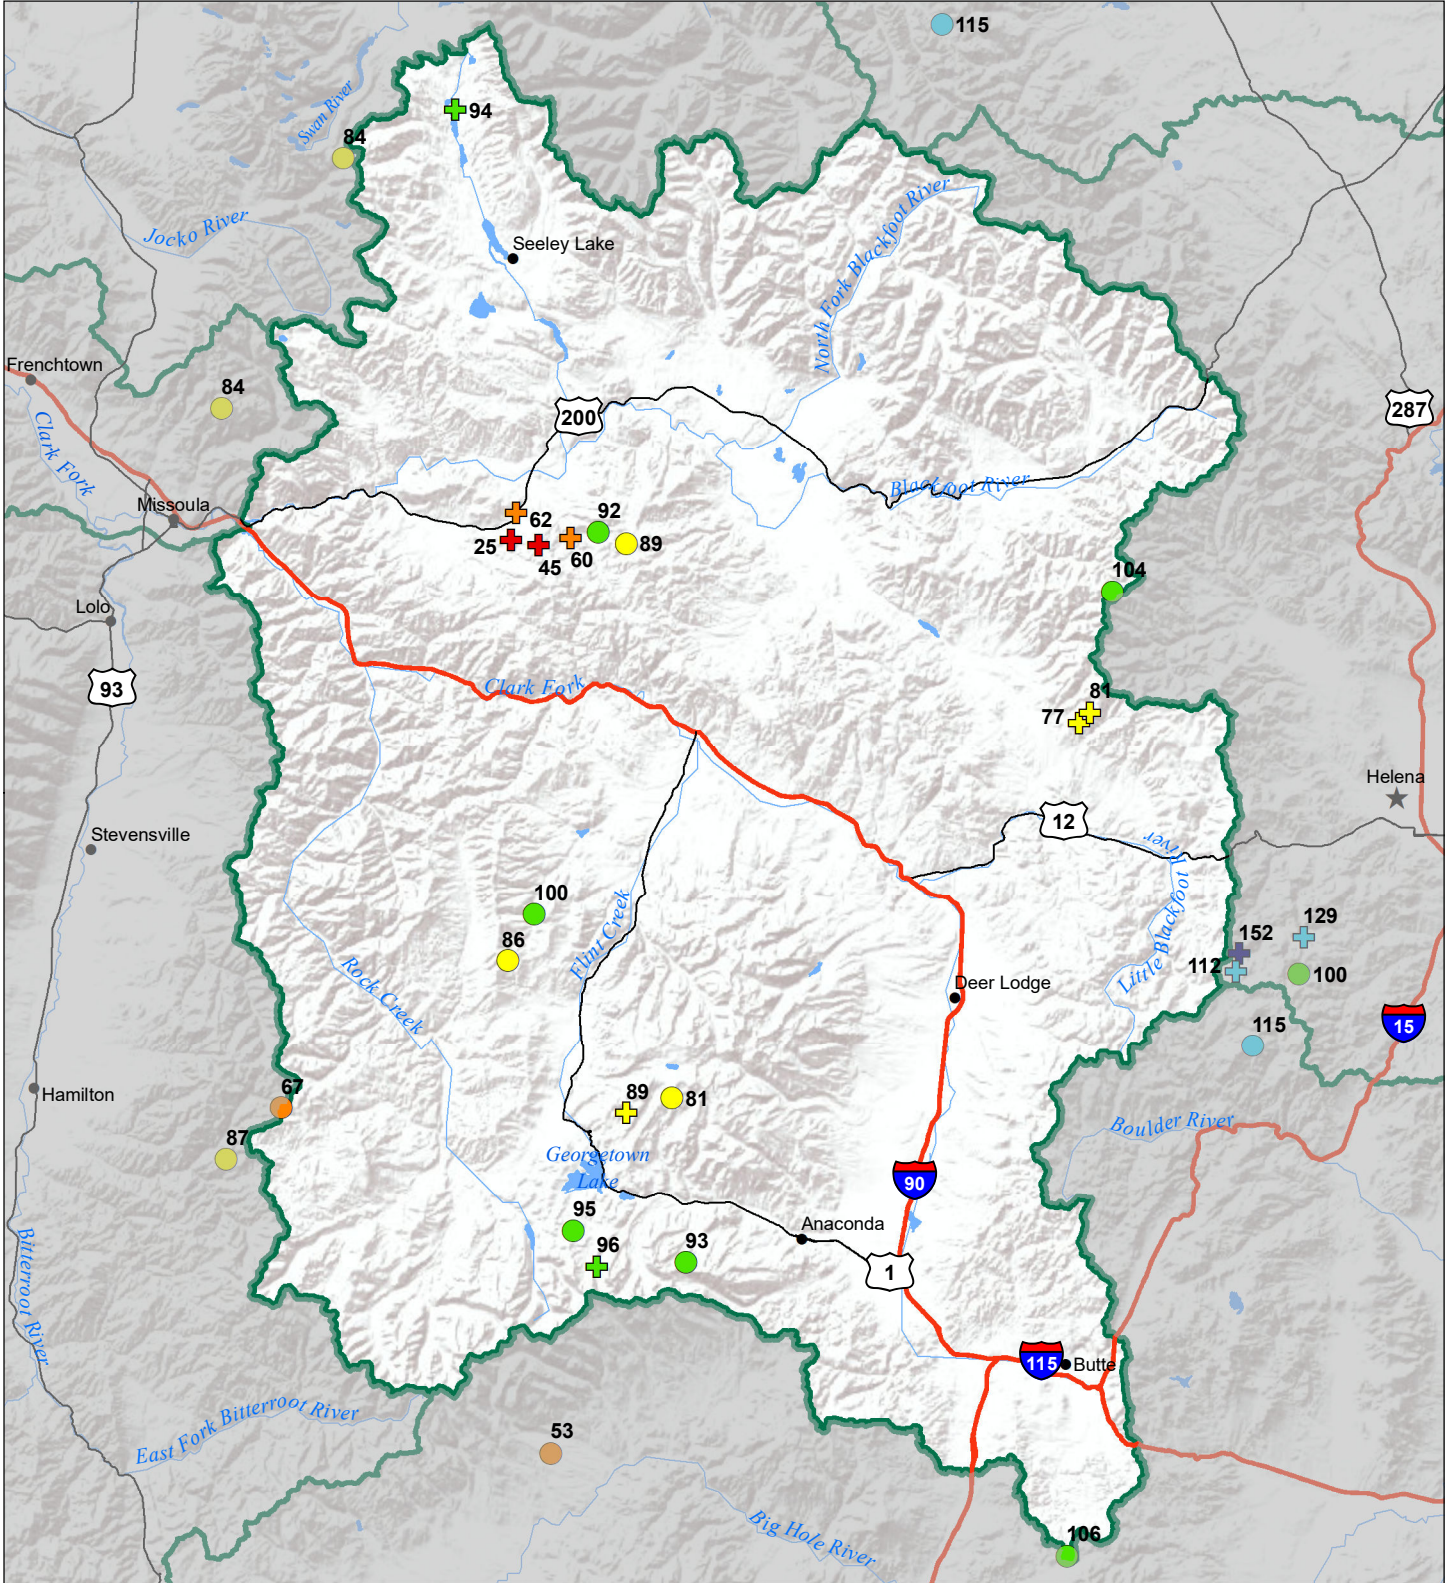 115
94
Swan River
84
Jocko River
North Fork Blackfoot River
Seeley Lake
Frenchtown
84
287
200
Clark Fork
Missoula
Blackfoot River
62
92
25
45
60
89
104
Lolo
93
Clark Fork
81
77
Helena
12
Stevensville
Little Blackfoot River
100
Flint Creek
86
152
129
112
100
Rock Creek
Deer Lodge
15
115
67
Hamilton
89
81
87
Boulder River
Georgetown
Lake
90
95
Anaconda
96
93
1
Bitterroot River
115
Butte
East Fork Bitterroot River
53
Big Hole River
106